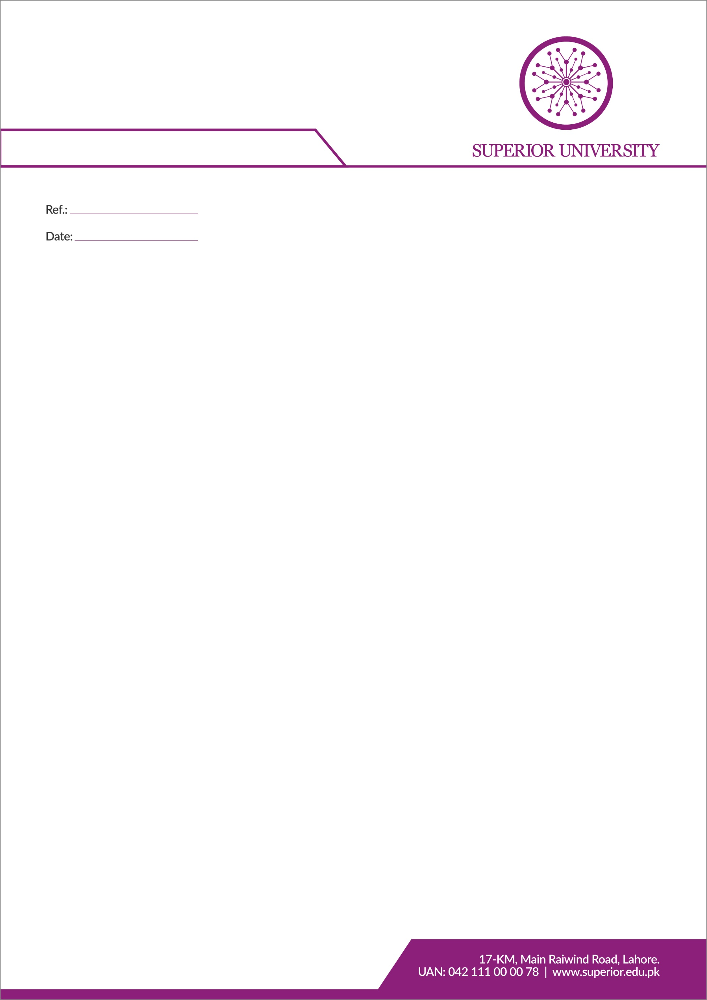 SUPERIOR UNIVERSITY
Ref.:
Date:
17-KM, Main Raiwind Road, Lahore.
UAN: 042 111 00 00 78 | www.superior.edu.pk